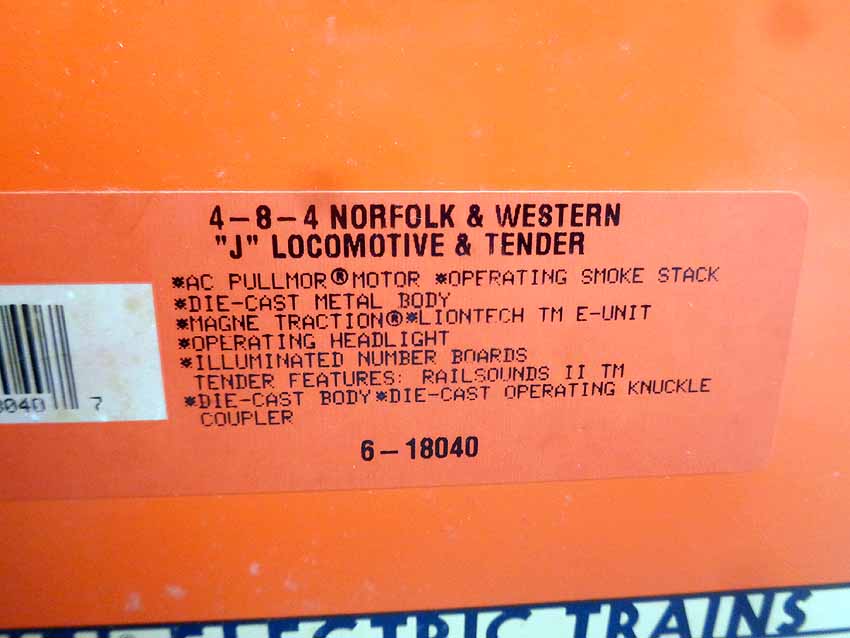 4-8-4 NORFOLK & WESTERN
"J" LOCOMOTIVE & TENDER
*AC PULLMOR® MOTOR *OPERATING SMOKE STACK
*DIE-CAST METAL BODY
*MAGNE TRACTION® *LIONTECH TM E-UNIT
*OPERATING HEADLIGHT
*ILLUMINATED NUMBER BOARDS
TENDER FEATURES: RAILSOUNDS II TM
*DIE-CAST BODY *DIE-CAST OPERATING KNUCKLE
COUPLER
8040 7
6-18040
ELECTRIC TRAINS